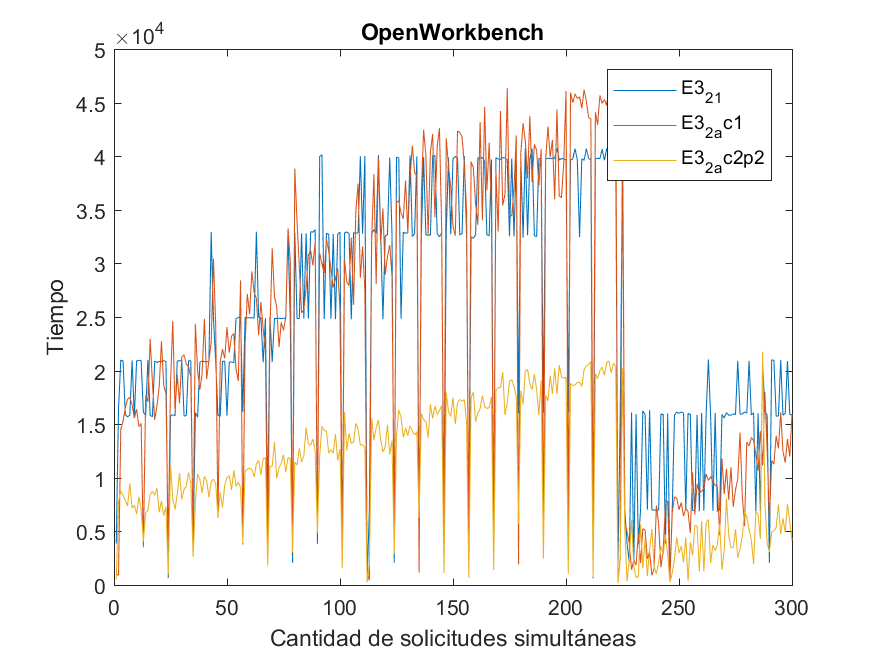 OpenWorkbench
×10⁴
5
4.5
4
3.5
3
2.5
2
1.5
1
0.5
0
Tiempo
0 50 100 150 200 250 300
Cantidad de solicitudes simultáneas
E3₂₁
E3₂ₐc1
E3₂ₐc2p2